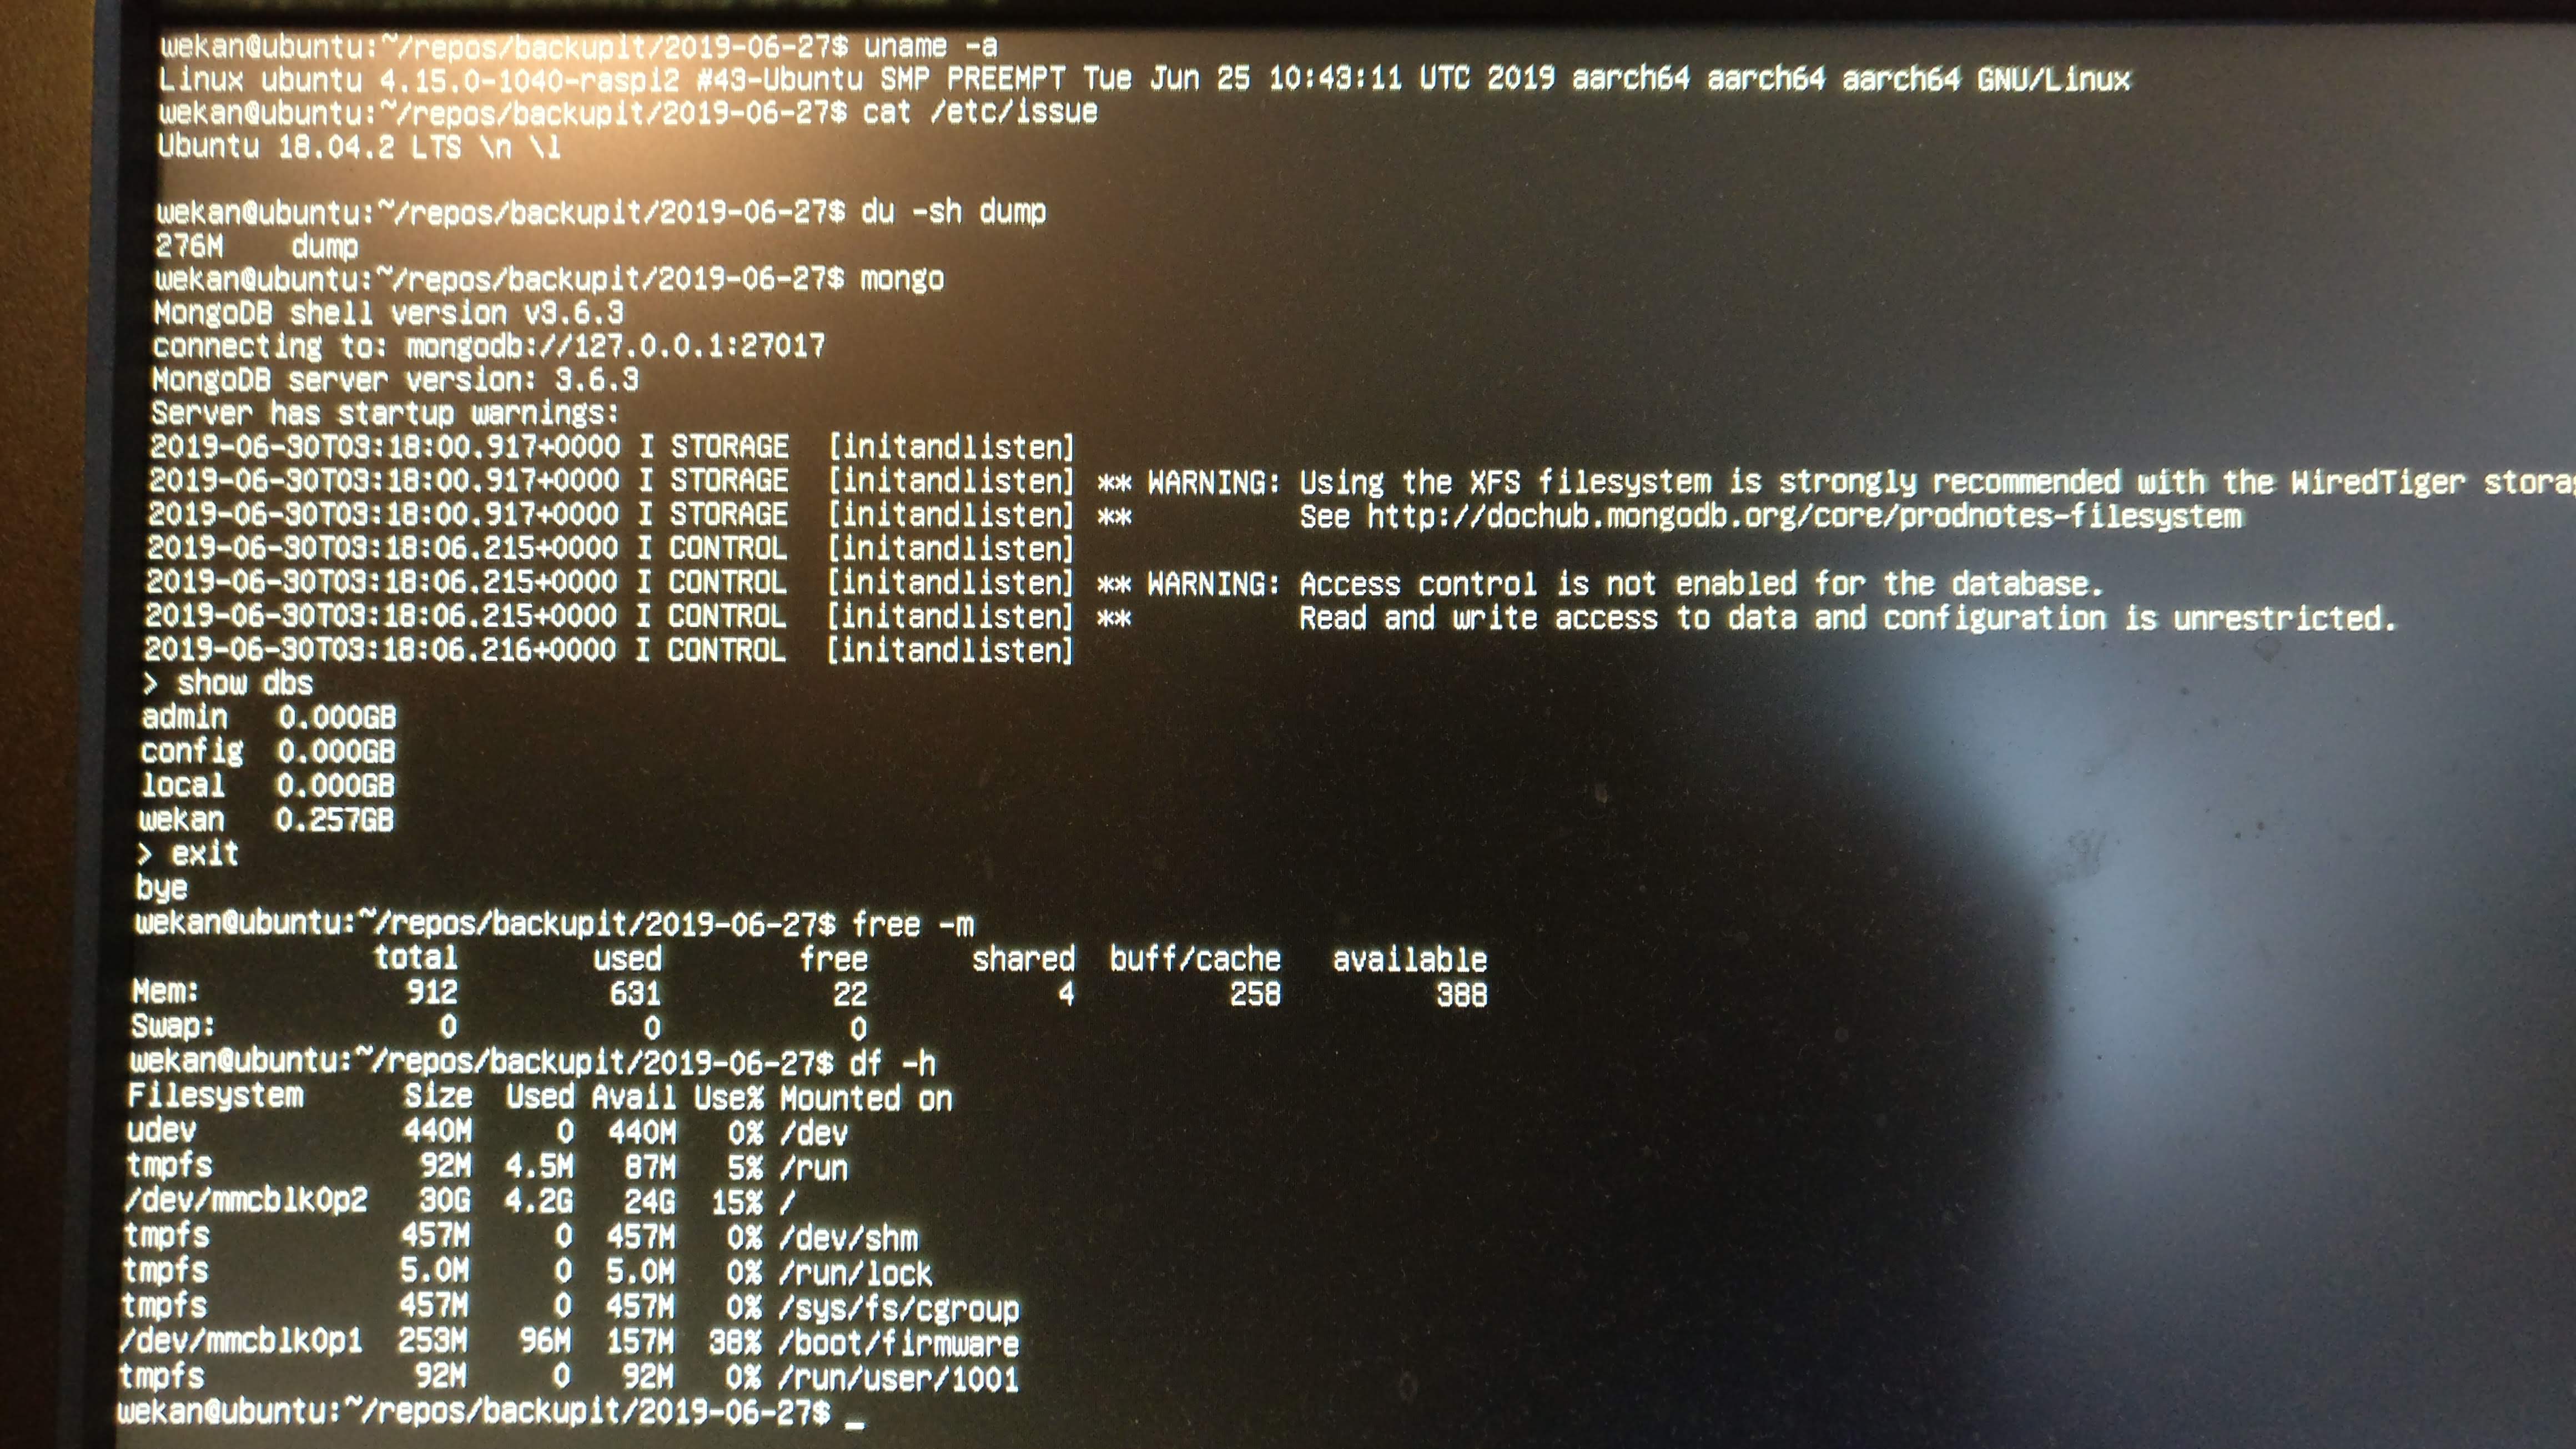 wekan@ubuntu:~/repos/backupit/2019-06-27$ uname -a
Linux ubuntu 4.15.0-1040-raspi2 #43-Ubuntu SMP PREEMPT Tue Jun 25 10:43:11 UTC 2019 aarch64 aarch64 aarch64 GNU/Linux
wekan@ubuntu:~/repos/backupit/2019-06-27$ cat /etc/issue
Ubuntu 18.04.2 LTS \n \l
wekan@ubuntu:~/repos/backupit/2019-06-27$ du -sh dump
276M    dump
wekan@ubuntu:~/repos/backupit/2019-06-27$ mongo
MongoDB shell version v3.6.3
connecting to: mongodb://127.0.0.1:27017
MongoDB server version: 3.6.3
Server has startup warnings:
2019-06-30T03:18:00.917+0000 I STORAGE  [initandlisten]
2019-06-30T03:18:00.917+0000 I STORAGE  [initandlisten] ** WARNING: Using the XFS filesystem is strongly recommended with the WiredTiger storag
2019-06-30T03:18:00.917+0000 I STORAGE  [initandlisten] **          See http://dochub.mongodb.org/core/prodnotes-filesystem
2019-06-30T03:18:06.215+0000 I CONTROL  [initandlisten]
2019-06-30T03:18:06.215+0000 I CONTROL  [initandlisten] ** WARNING: Access control is not enabled for the database.
2019-06-30T03:18:06.215+0000 I CONTROL  [initandlisten] **          Read and write access to data and configuration is unrestricted.
2019-06-30T03:18:06.216+0000 I CONTROL  [initandlisten]
> show dbs
admin   0.000GB
config  0.000GB
local   0.000GB
wekan   0.257GB
> exit
bye
wekan@ubuntu:~/repos/backupit/2019-06-27$ free -m
              total        used        free      shared  buff/cache   available
Mem:            912         631          22           4         258         388
Swap:             0           0           0
wekan@ubuntu:~/repos/backupit/2019-06-27$ df -h
Filesystem      Size  Used Avail Use% Mounted on
udev            440M     0  440M   0% /dev
tmpfs            92M  4.5M   87M   5% /run
/dev/mmcblk0p2   30G  4.2G   24G  15% /
tmpfs           457M     0  457M   0% /dev/shm
tmpfs           5.0M     0  5.0M   0% /run/lock
tmpfs           457M     0  457M   0% /sys/fs/cgroup
/dev/mmcblk0p1  253M   96M  157M  38% /boot/firmware
tmpfs            92M     0   92M   0% /run/user/1001
wekan@ubuntu:~/repos/backupit/2019-06-27$ _